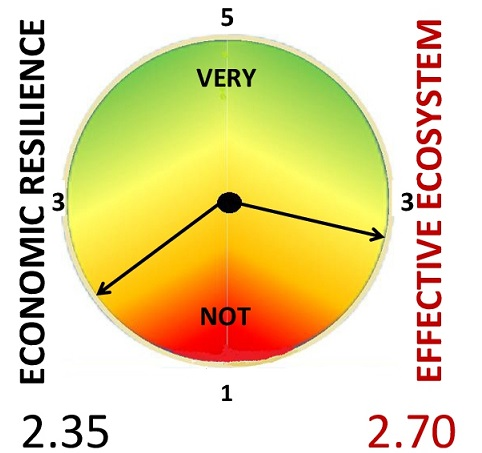 5
ECONOMIC RESILIENCE
VERY
EFFECTIVE ECOSYSTEM
3
3
NOT
1
2.35
2.70